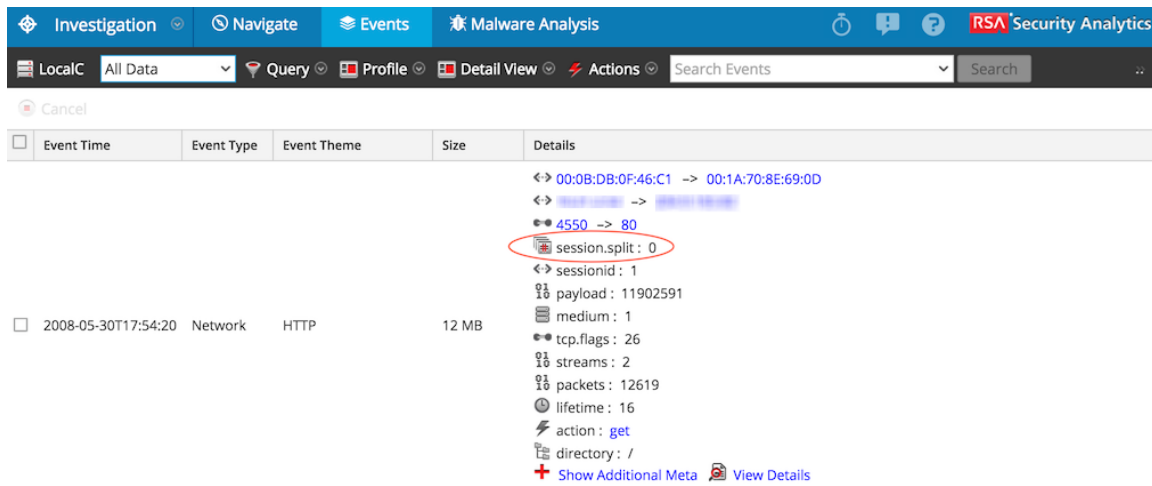 Investigation Navigate Events Malware Analysis RSA Security Analytics
LocalC All Data Query Profile Detail View Actions Search Events Search
Cancel
Event Time Event Type Event Theme Size Details
00:0B:DB:0F:46:C1 -> 00:1A:70:8E:69:0D
->
4550 -> 80
session.split : 0
sessionid : 1
payload : 11902591
medium : 1
2008-05-30T17:54:20 Network HTTP 12 MB
tcp.flags : 26
streams : 2
packets : 12619
lifetime : 16
action : get
directory : /
Show Additional Meta View Details